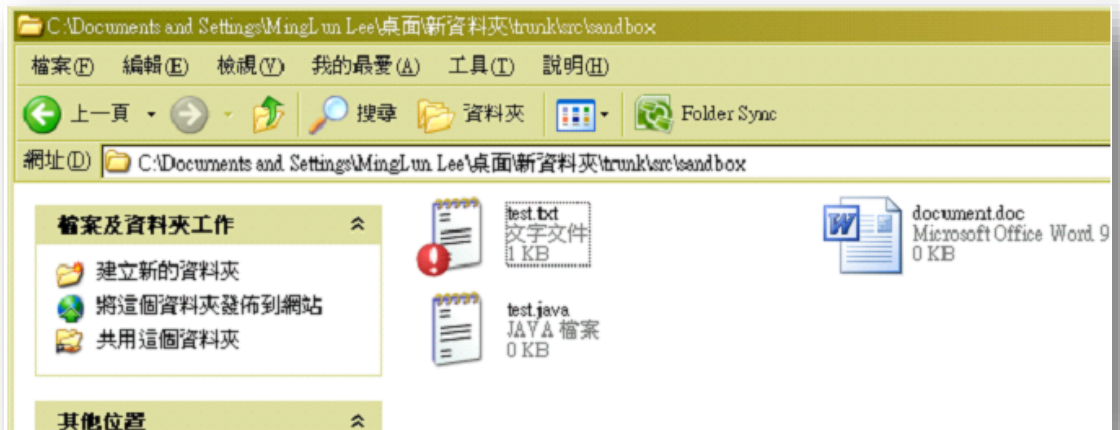 C:\Documents and Settings\MingLun Lee\桌面\新資料夾\trunk\src\sandbox
檔案(F) 編輯(E) 檢視(V) 我的最愛(A) 工具(T) 說明(H)
上一頁 搜尋 資料夾 Folder Sync
網址(D) C:\Documents and Settings\MingLun Lee\桌面\新資料夾\trunk\src\sandbox
檔案及資料夾工作
建立新的資料夾
將這個資料夾發佈到網站
共用這個資料夾
其他位置
test.txt
文字文件
1 KB
test.java
JAVA 檔案
0 KB
document.doc
Microsoft Office Word 9
0 KB